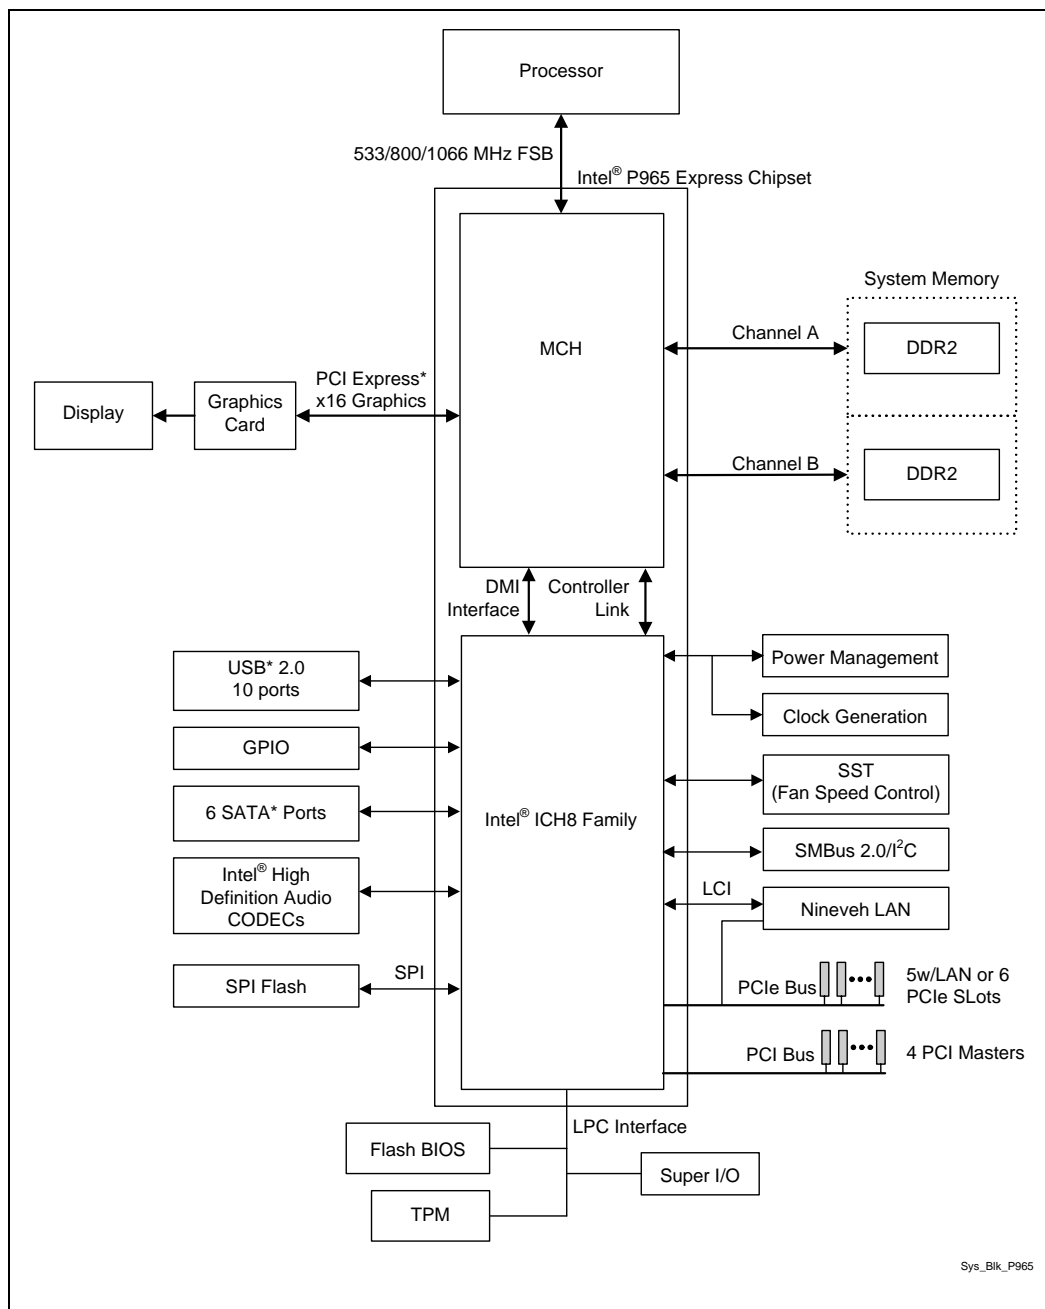 Processor
533/800/1066 MHz FSB
Intel® P965 Express Chipset
System Memory
MCH
Channel A
DDR2
PCI Express*
x16 Graphics
Display
Graphics
Card
Channel B
DDR2
DMI
Interface
Controller
Link
USB* 2.0
10 ports
Power Management
GPIO
Clock Generation
6 SATA* Ports
Intel® ICH8 Family
SST
(Fan Speed Control)
SMBus 2.0/I²C
Intel® High
Definition Audio
CODECs
LCI
Nineveh LAN
SPI Flash
SPI
PCIe Bus
5w/LAN or 6
PCIe SLots
PCI Bus
4 PCI Masters
LPC Interface
Flash BIOS
Super I/O
TPM
Sys_Blk_P965